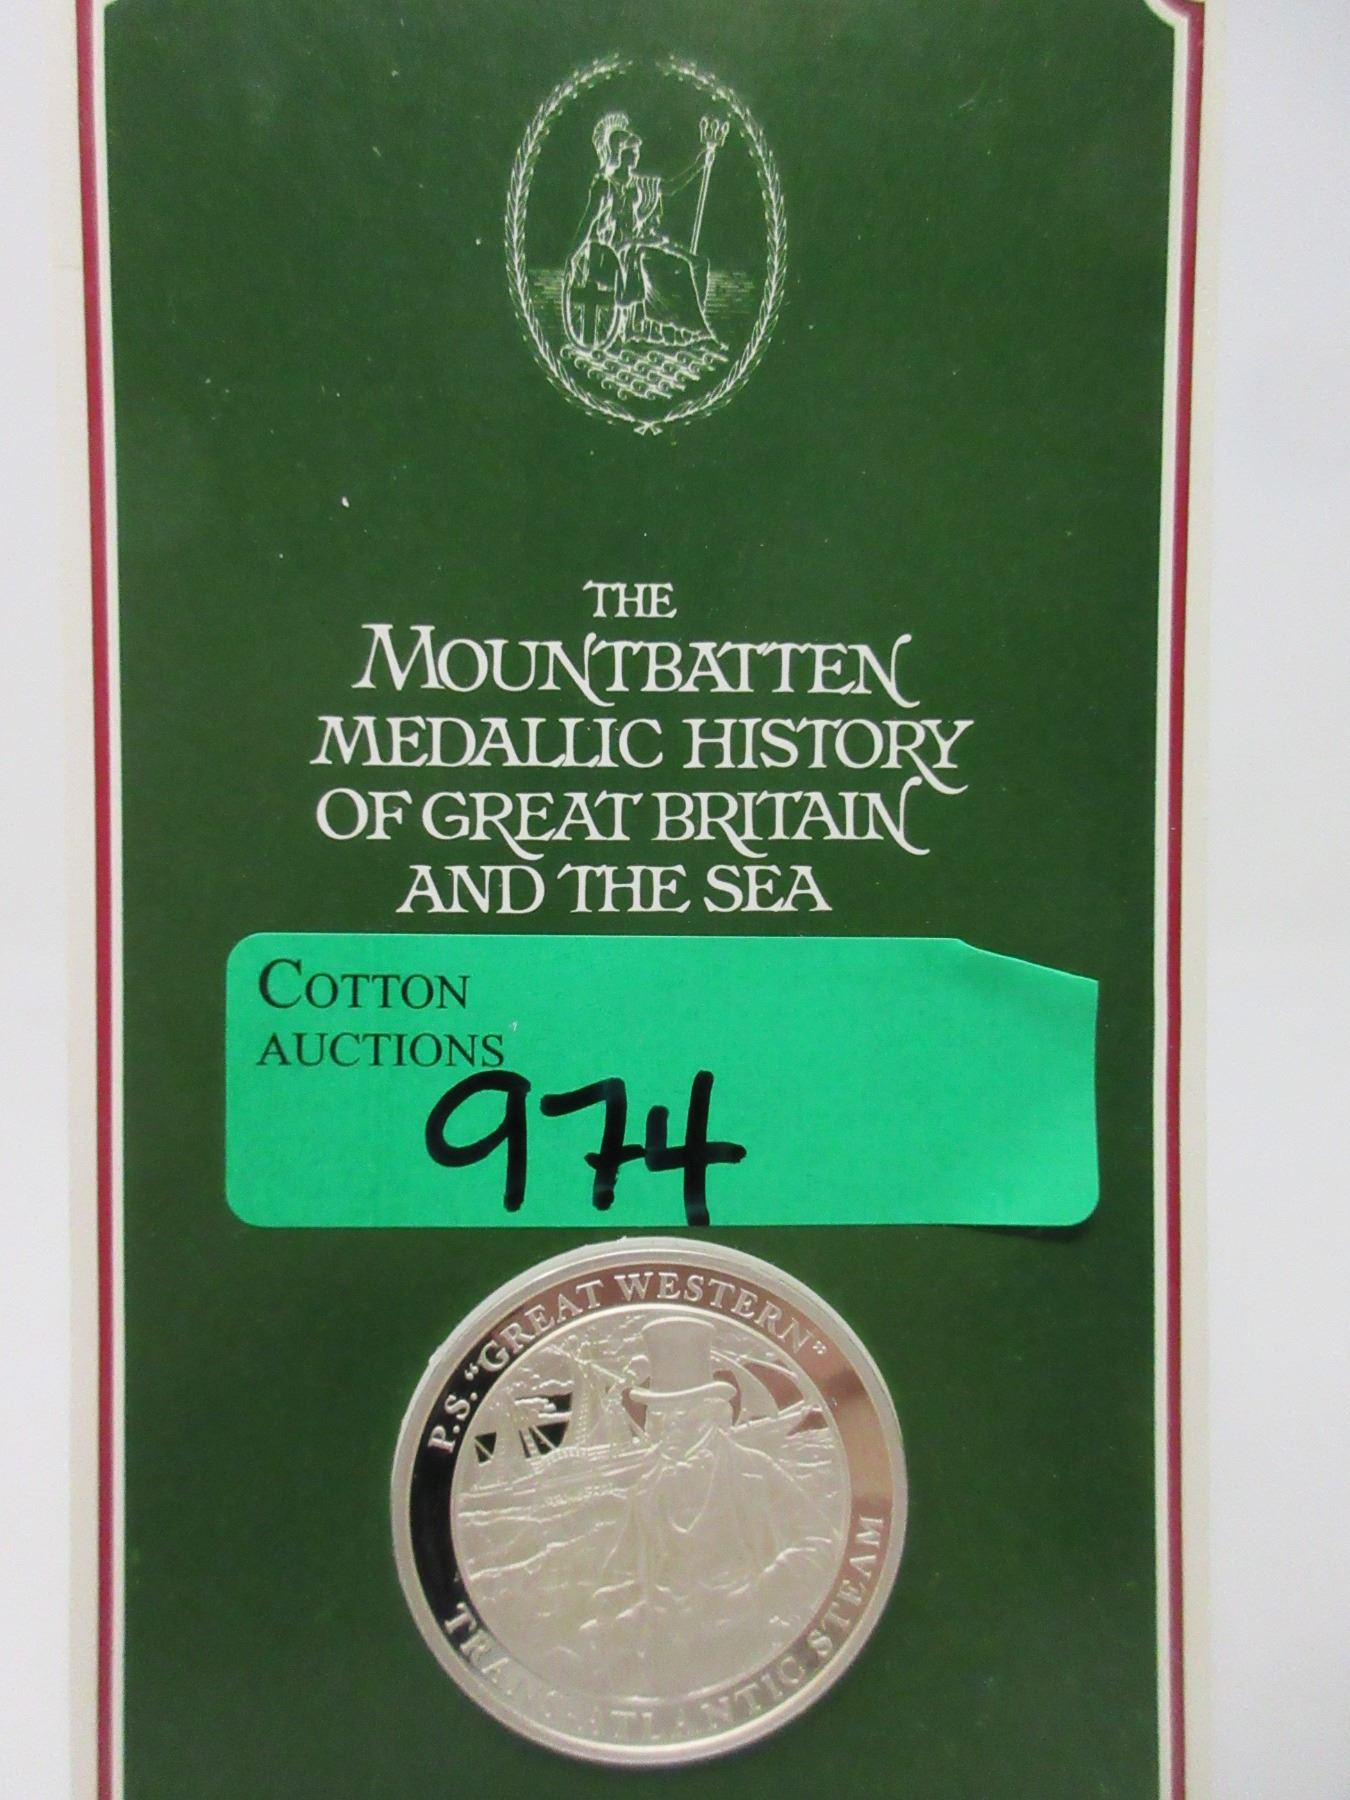 THE
MOUNTBATTEN
MEDALLIC HISTORY
OF GREAT BRITAIN
AND THE SEA
COTTON
AUCTIONS
974
P.S. "GREAT WESTERN"
TRANSATLANTIC STEAM